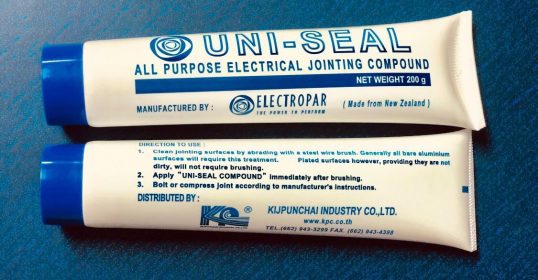 UNI-SEAL
ALL PURPOSE ELECTRICAL JOINTING COMPOUND
NET WEIGHT 200 g
MANUFACTURED BY : ELECTROPAR ( Made from New Zealand )
THE POWER TO PERFORM
DIRECTION TO USE :
1. Clean jointing surfaces by abrading with a steel wire brush. Generally all bare aluminium
surfaces will require this treatment. Plated surfaces however, providing they are not
dirty, will not require brushing.
2. Apply "UNI-SEAL COMPOUND" immediately after brushing.
3. Bolt or compress joint according to manufacturer's instructions.
DISTRIBUTED BY :
KPC KIJPUNCHAI INDUSTRY CO.,LTD.
www.kpc.co.th
TEL.(662) 943-3299 FAX. (662) 943-4398